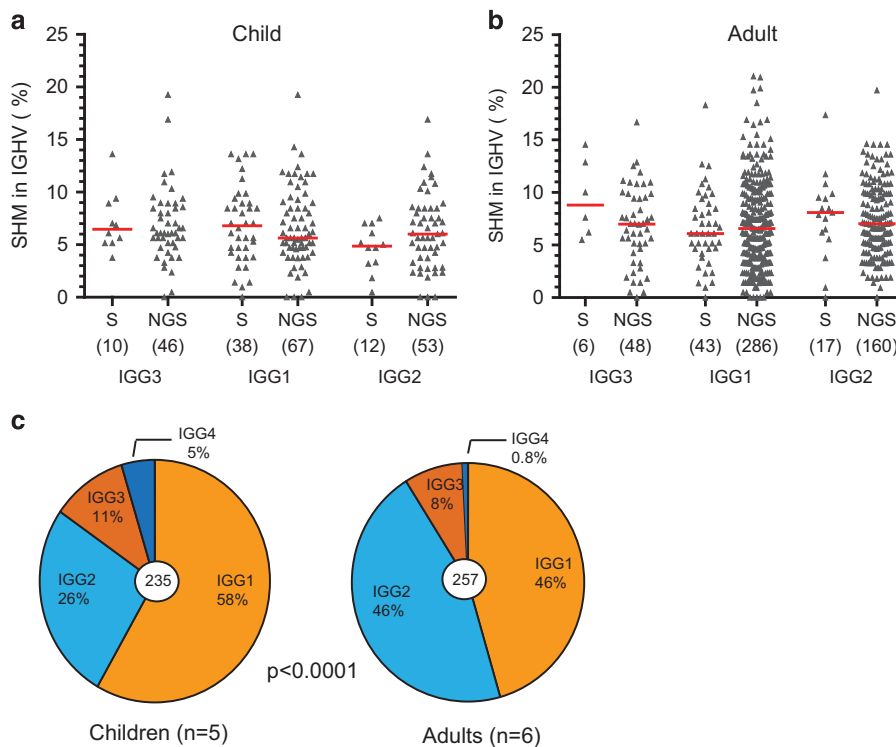 a
Child
SHM in IGHV ( %)
25
20
15
10
5
0
S NGS S NGS S NGS
(10) (46) (38) (67) (12) (53)
IGG3 IGG1 IGG2
b
Adult
SHM in IGHV ( %)
25
20
15
10
5
0
S NGS S NGS S NGS
(6) (48) (43) (286) (17) (160)
IGG3 IGG1 IGG2
c
IGG4
5%
IGG3
11%
IGG2
26%
235
IGG1
58%
Children (n=5)
p<0.0001
IGG4
0.8%
IGG3
8%
IGG2
46%
257
IGG1
46%
Adults (n=6)